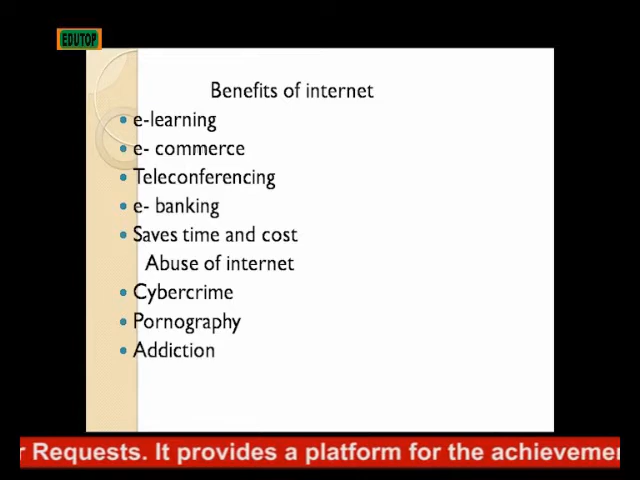 EDUTOP
Benefits of internet
• e-learning
• e- commerce
• Teleconferencing
• e- banking
• Saves time and cost
Abuse of internet
• Cybercrime
• Pornography
• Addiction
Requests. It provides a platform for the